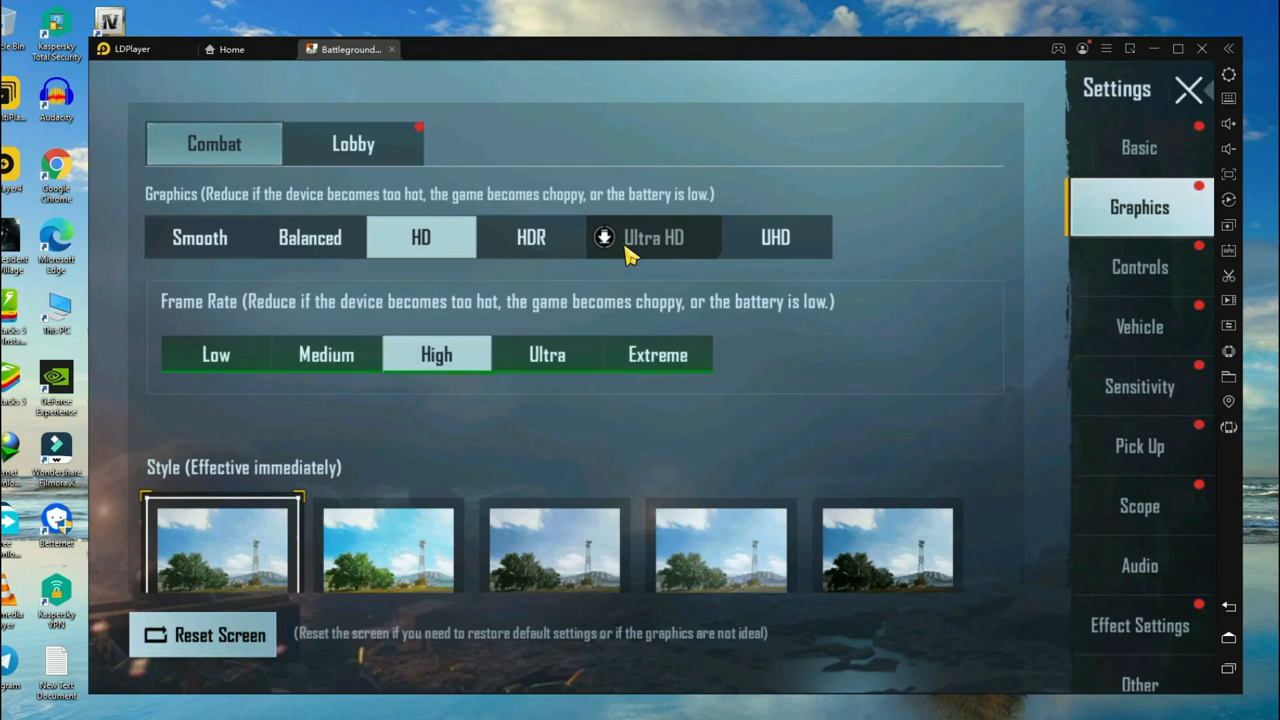 LDPlayer
Home
Battleground...
Settings
Combat
Lobby
Graphics (Reduce if the device becomes too hot, the game becomes choppy, or the battery is low.)
Smooth
Balanced
HD
HDR
Ultra HD
UHD
Frame Rate (Reduce if the device becomes too hot, the game becomes choppy, or the battery is low.)
Low
Medium
High
Ultra
Extreme
Style (Effective immediately)
Reset Screen
(Reset the screen if you need to restore default settings or if the graphics are not ideal)
Basic
Graphics
Controls
Vehicle
Sensitivity
Pick Up
Scope
Audio
Effect Settings
Other
APK
Kaspersky
Total Security
Audacity
Google
Chrome
Microsoft
Edge
This PC
GeForce
Experience
Wondershare
Filmora X
Betternet
Kaspersky
VPN
New Text
Document